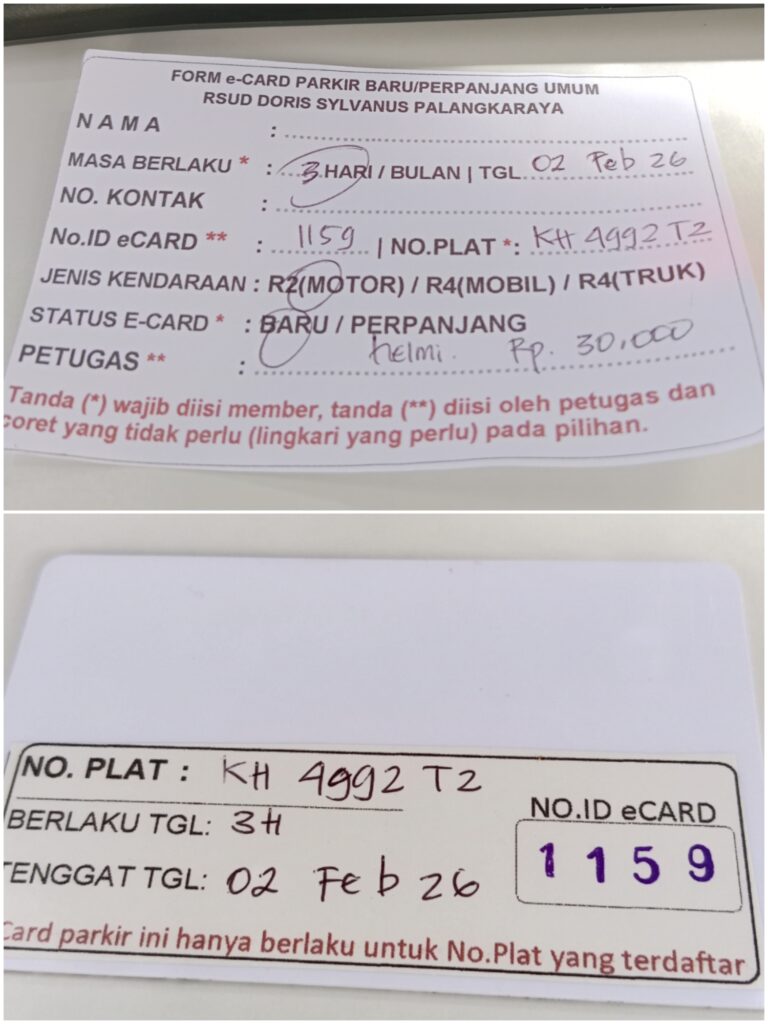 FORM e-CARD PARKIR BARU/PERPANJANG UMUM
RSUD DORIS SYLVANUS PALANGKARAYA
N A M A :
MASA BERLAKU * : 3 HARI / BULAN | TGL 02 Feb 26
NO. KONTAK :
No.ID eCARD ** : 1159 | NO.PLAT *: KH 4992 TZ
JENIS KENDARAAN : R2(MOTOR) / R4(MOBIL) / R4(TRUK)
STATUS E-CARD * : BARU / PERPANJANG
PETUGAS ** : helmi. Rp. 30,000
Tanda (*) wajib diisi member, tanda (**) diisi oleh petugas dan
coret yang tidak perlu (lingkari yang perlu) pada pilihan.
NO. PLAT : KH 4992 TZ
BERLAKU TGL: 3H
TENGGAT TGL: 02 Feb 26
NO.ID eCARD
1159
Card parkir ini hanya berlaku untuk No.Plat yang terdaftar